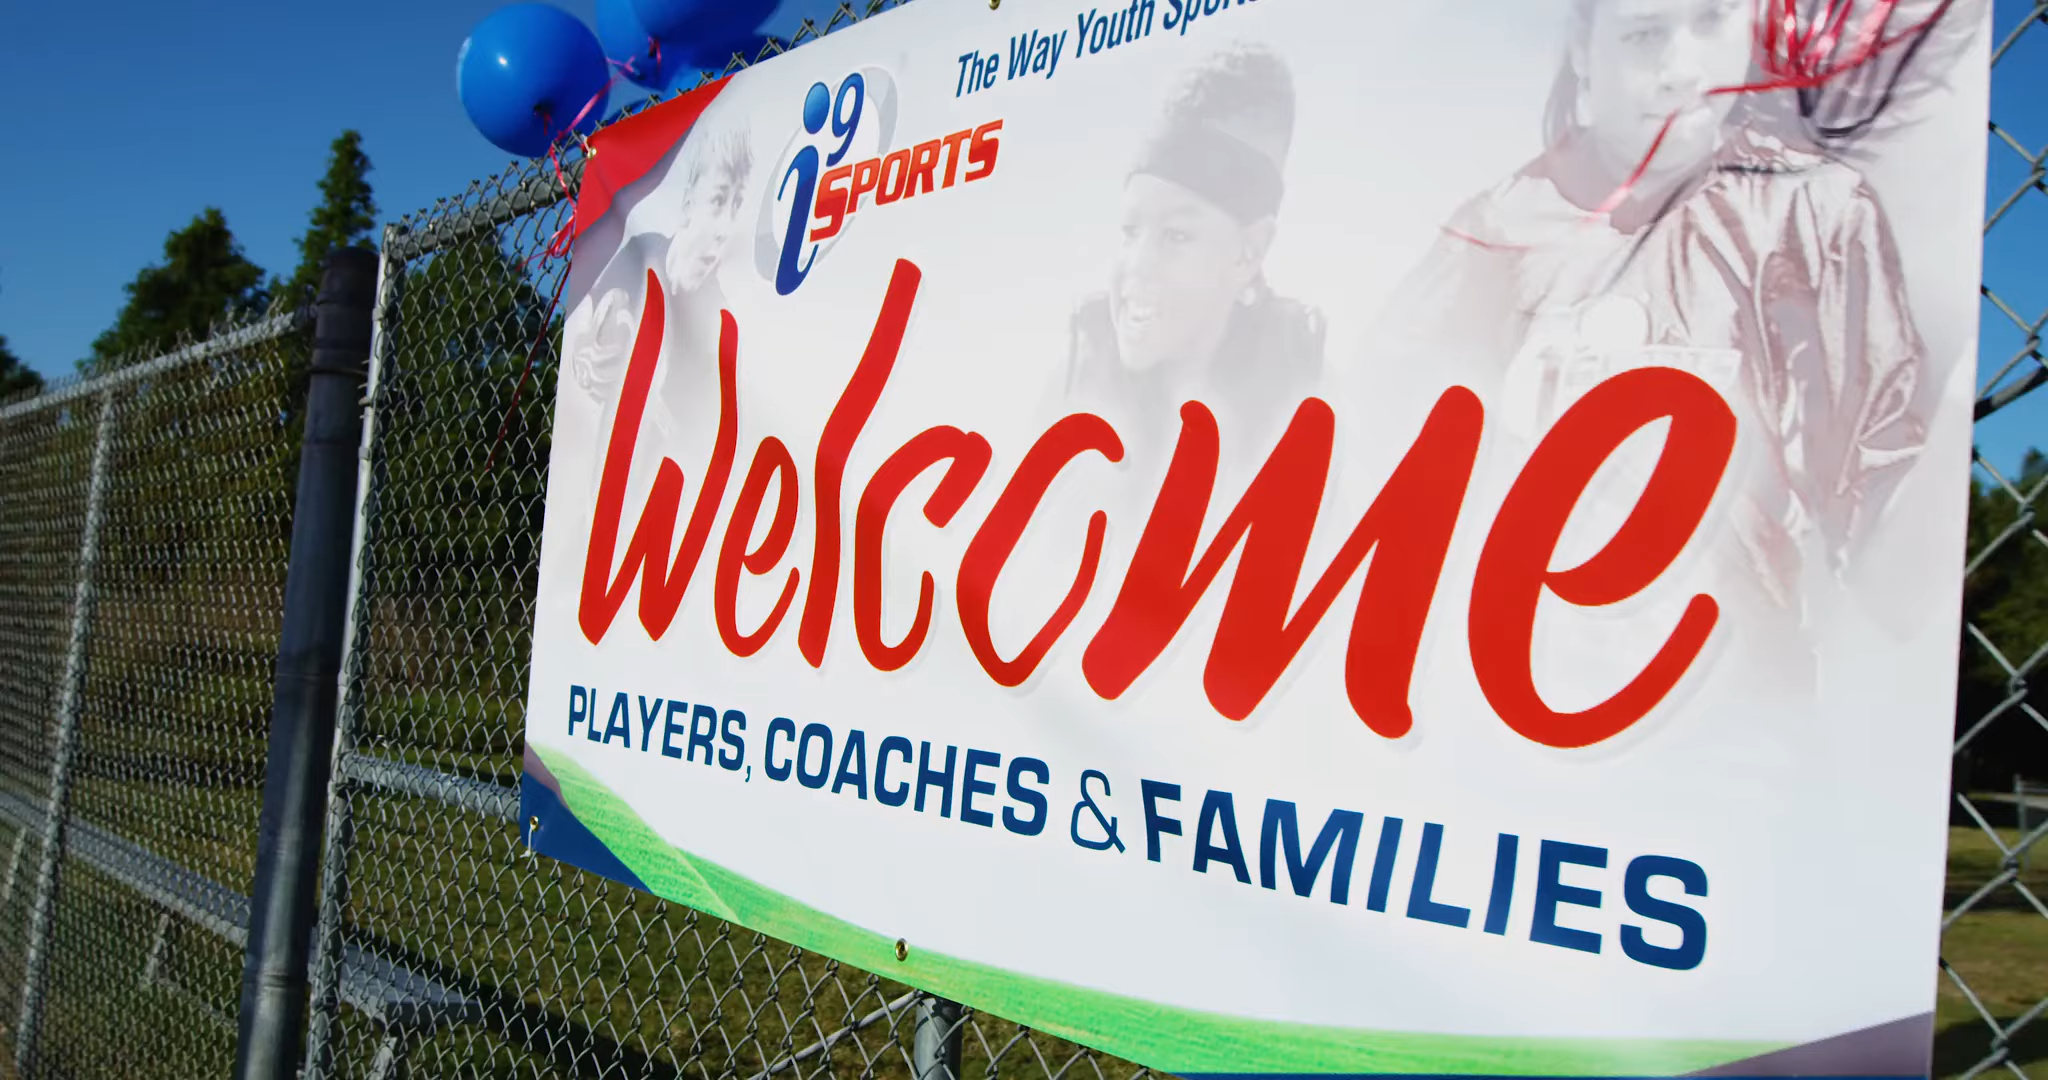 The Way Youth
i9
SPORTS
Welcome
PLAYERS, COACHES & FAMILIES